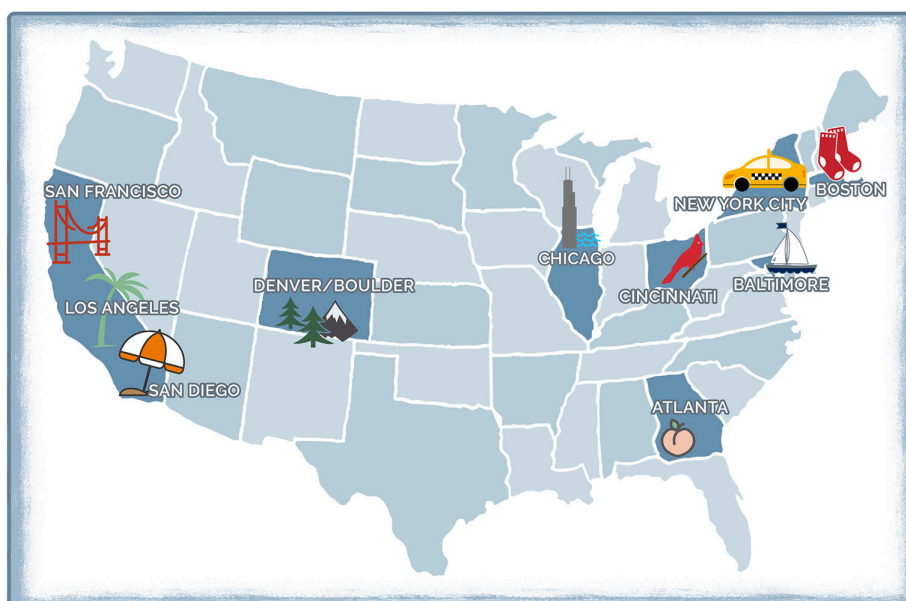 SAN FRANCISCO
LOS ANGELES
SAN DIEGO
DENVER/BOULDER
CHICAGO
CINCINNATI
ATLANTA
NEW YORK CITY
BOSTON
BALTIMORE